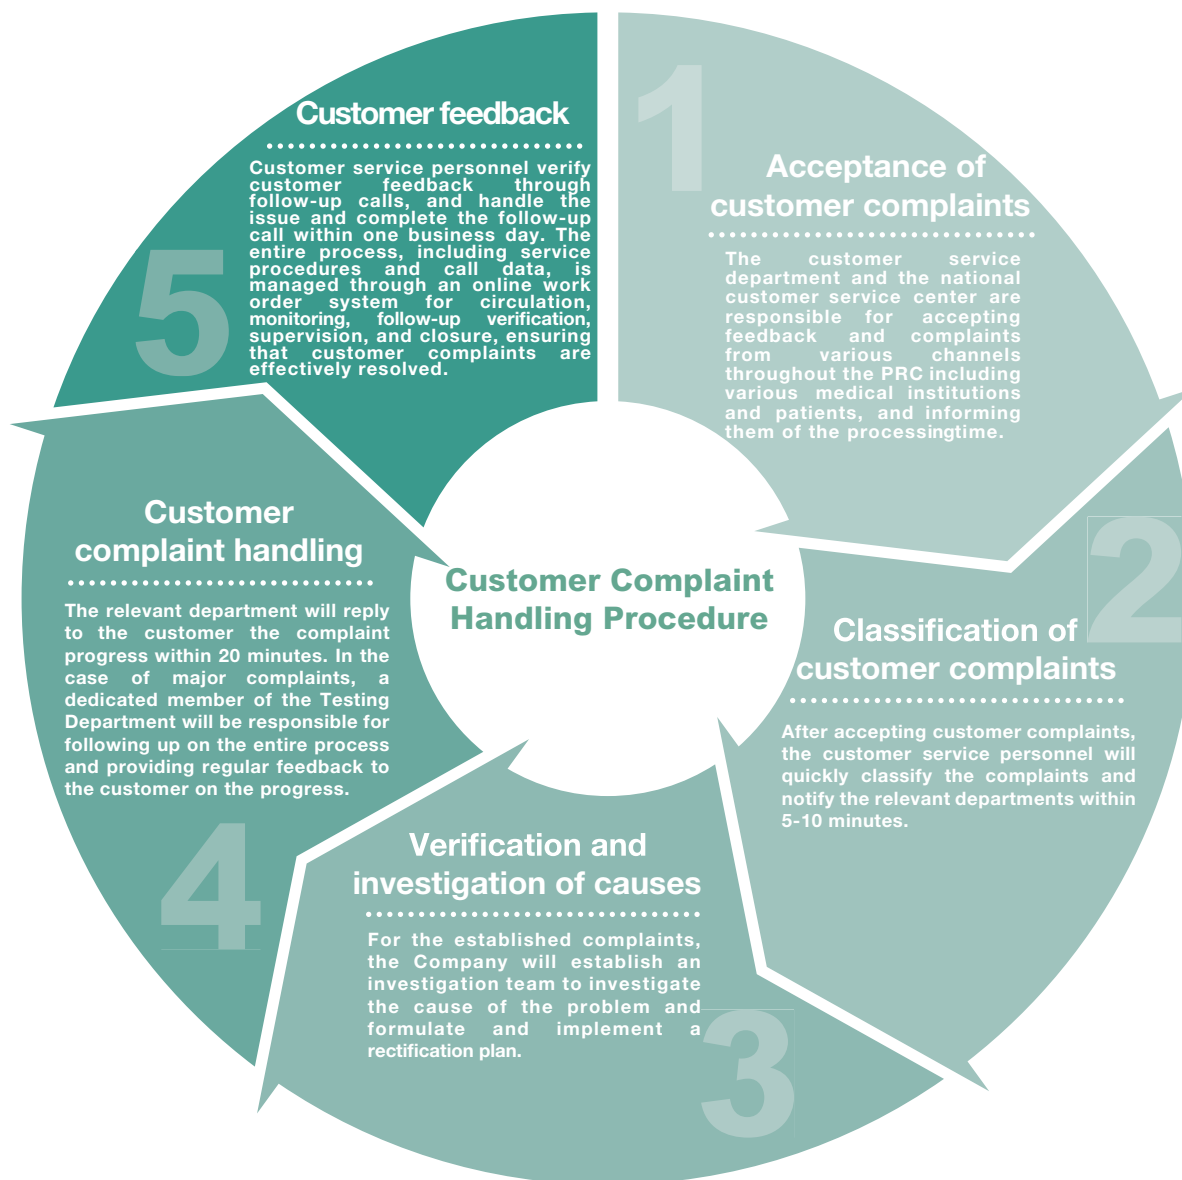 Customer Complaint
Handling Procedure
1
Acceptance of
customer complaints
The customer service
department and the national
customer service center are
responsible for accepting
feedback and complaints
from various channels
throughout the PRC including
various medical institutions
and patients, and informing
them of the processingtime.
2
Classification of
customer complaints
After accepting customer complaints,
the customer service personnel will
quickly classify the complaints and
notify the relevant departments within
5-10 minutes.
3
Verification and
investigation of causes
For the established complaints,
the Company will establish an
investigation team to investigate
the cause of the problem and
formulate and implement a
rectification plan.
4
Customer
complaint handling
The relevant department will reply
to the customer the complaint
progress within 20 minutes. In the
case of major complaints, a
dedicated member of the Testing
Department will be responsible for
following up on the entire process
and providing regular feedback to
the customer on the progress.
5
Customer feedback
Customer service personnel verify
customer feedback through
follow-up calls, and handle the
issue and complete the follow-up
call within one business day. The
entire process, including service
procedures and call data, is
managed through an online work
order system for circulation,
monitoring, follow-up verification,
supervision, and closure, ensuring
that customer complaints are
effectively resolved.